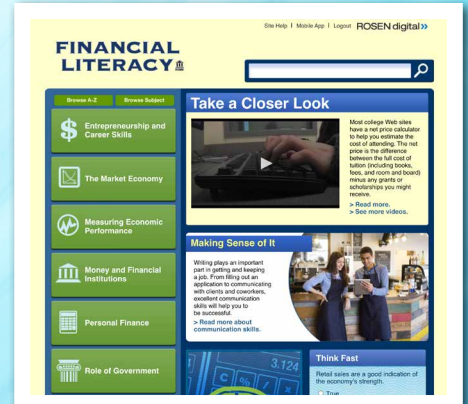 Site Help | Mobile App | Logout ROSEN digital»
FINANCIAL
LITERACY
Browse A-Z Browse Subject
Entrepreneurship and
Career Skills
The Market Economy
Measuring Economic
Performance
Money and Financial
Institutions
Personal Finance
Role of Government
Take a Closer Look
Most college Web sites
have a net price calculator
to help you estimate the
cost of attending. The net
price is the difference
between the full cost of
tuition (including books,
fees, and room and board)
minus any grants or
scholarships you might
receive.
> Read more.
> See more videos.
Making Sense of It
Writing plays an important
part in getting and keeping
a job. From filling out an
application to communicating
with clients and coworkers,
excellent communication
skills will help you to
be successful.
> Read more about
communication skills.
3.124
C % /
Think Fast
Retail sales are a good indication of
the economy's strength.
True